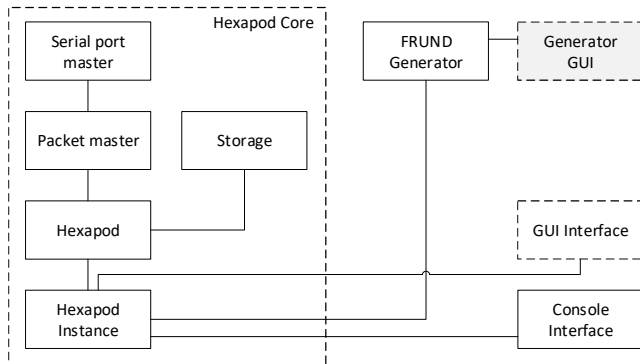 Hexapod Core
Serial port
master
FRUND
Generator
Generator
GUI
Packet master
Storage
Hexapod
GUI Interface
Hexapod
Instance
Console
Interface